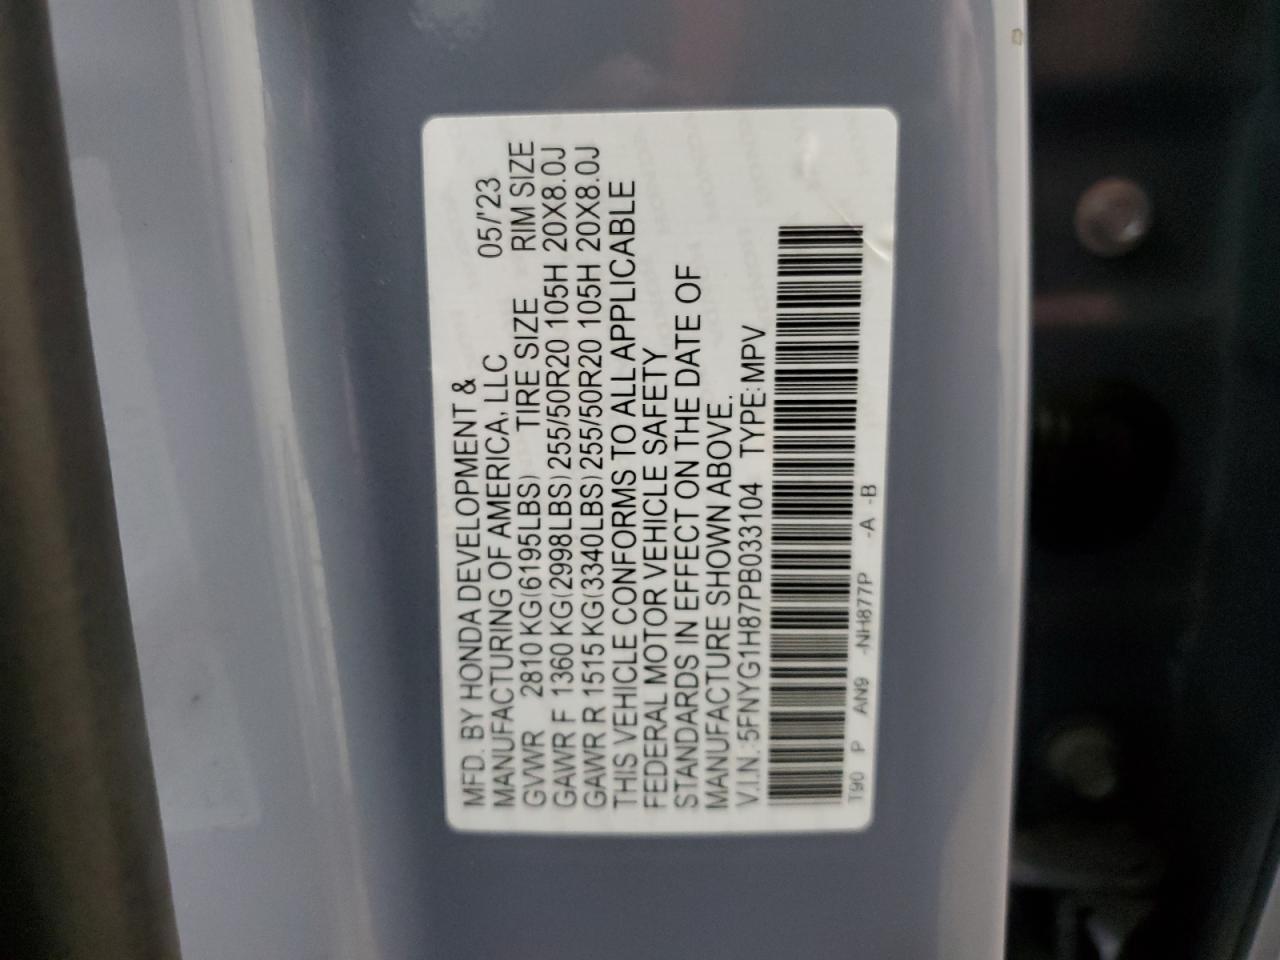 MFD. BY HONDA DEVELOPMENT &
MANUFACTURING OF AMERICA, LLC 05/'23
GVWR 2810 KG(6195LBS) TIRE SIZE RIM SIZE
GAWR F 1360 KG(2998LBS) 255/50R20 105H 20X8.0J
GAWR R 1515 KG(3340LBS) 255/50R20 105H 20X8.0J
THIS VEHICLE CONFORMS TO ALL APPLICABLE
FEDERAL MOTOR VEHICLE SAFETY
STANDARDS IN EFFECT ON THE DATE OF
MANUFACTURE SHOWN ABOVE.
V.I.N.:5FNYG1H87PB033104 TYPE:MPV
T90 P AN9 -NH877P -A -B